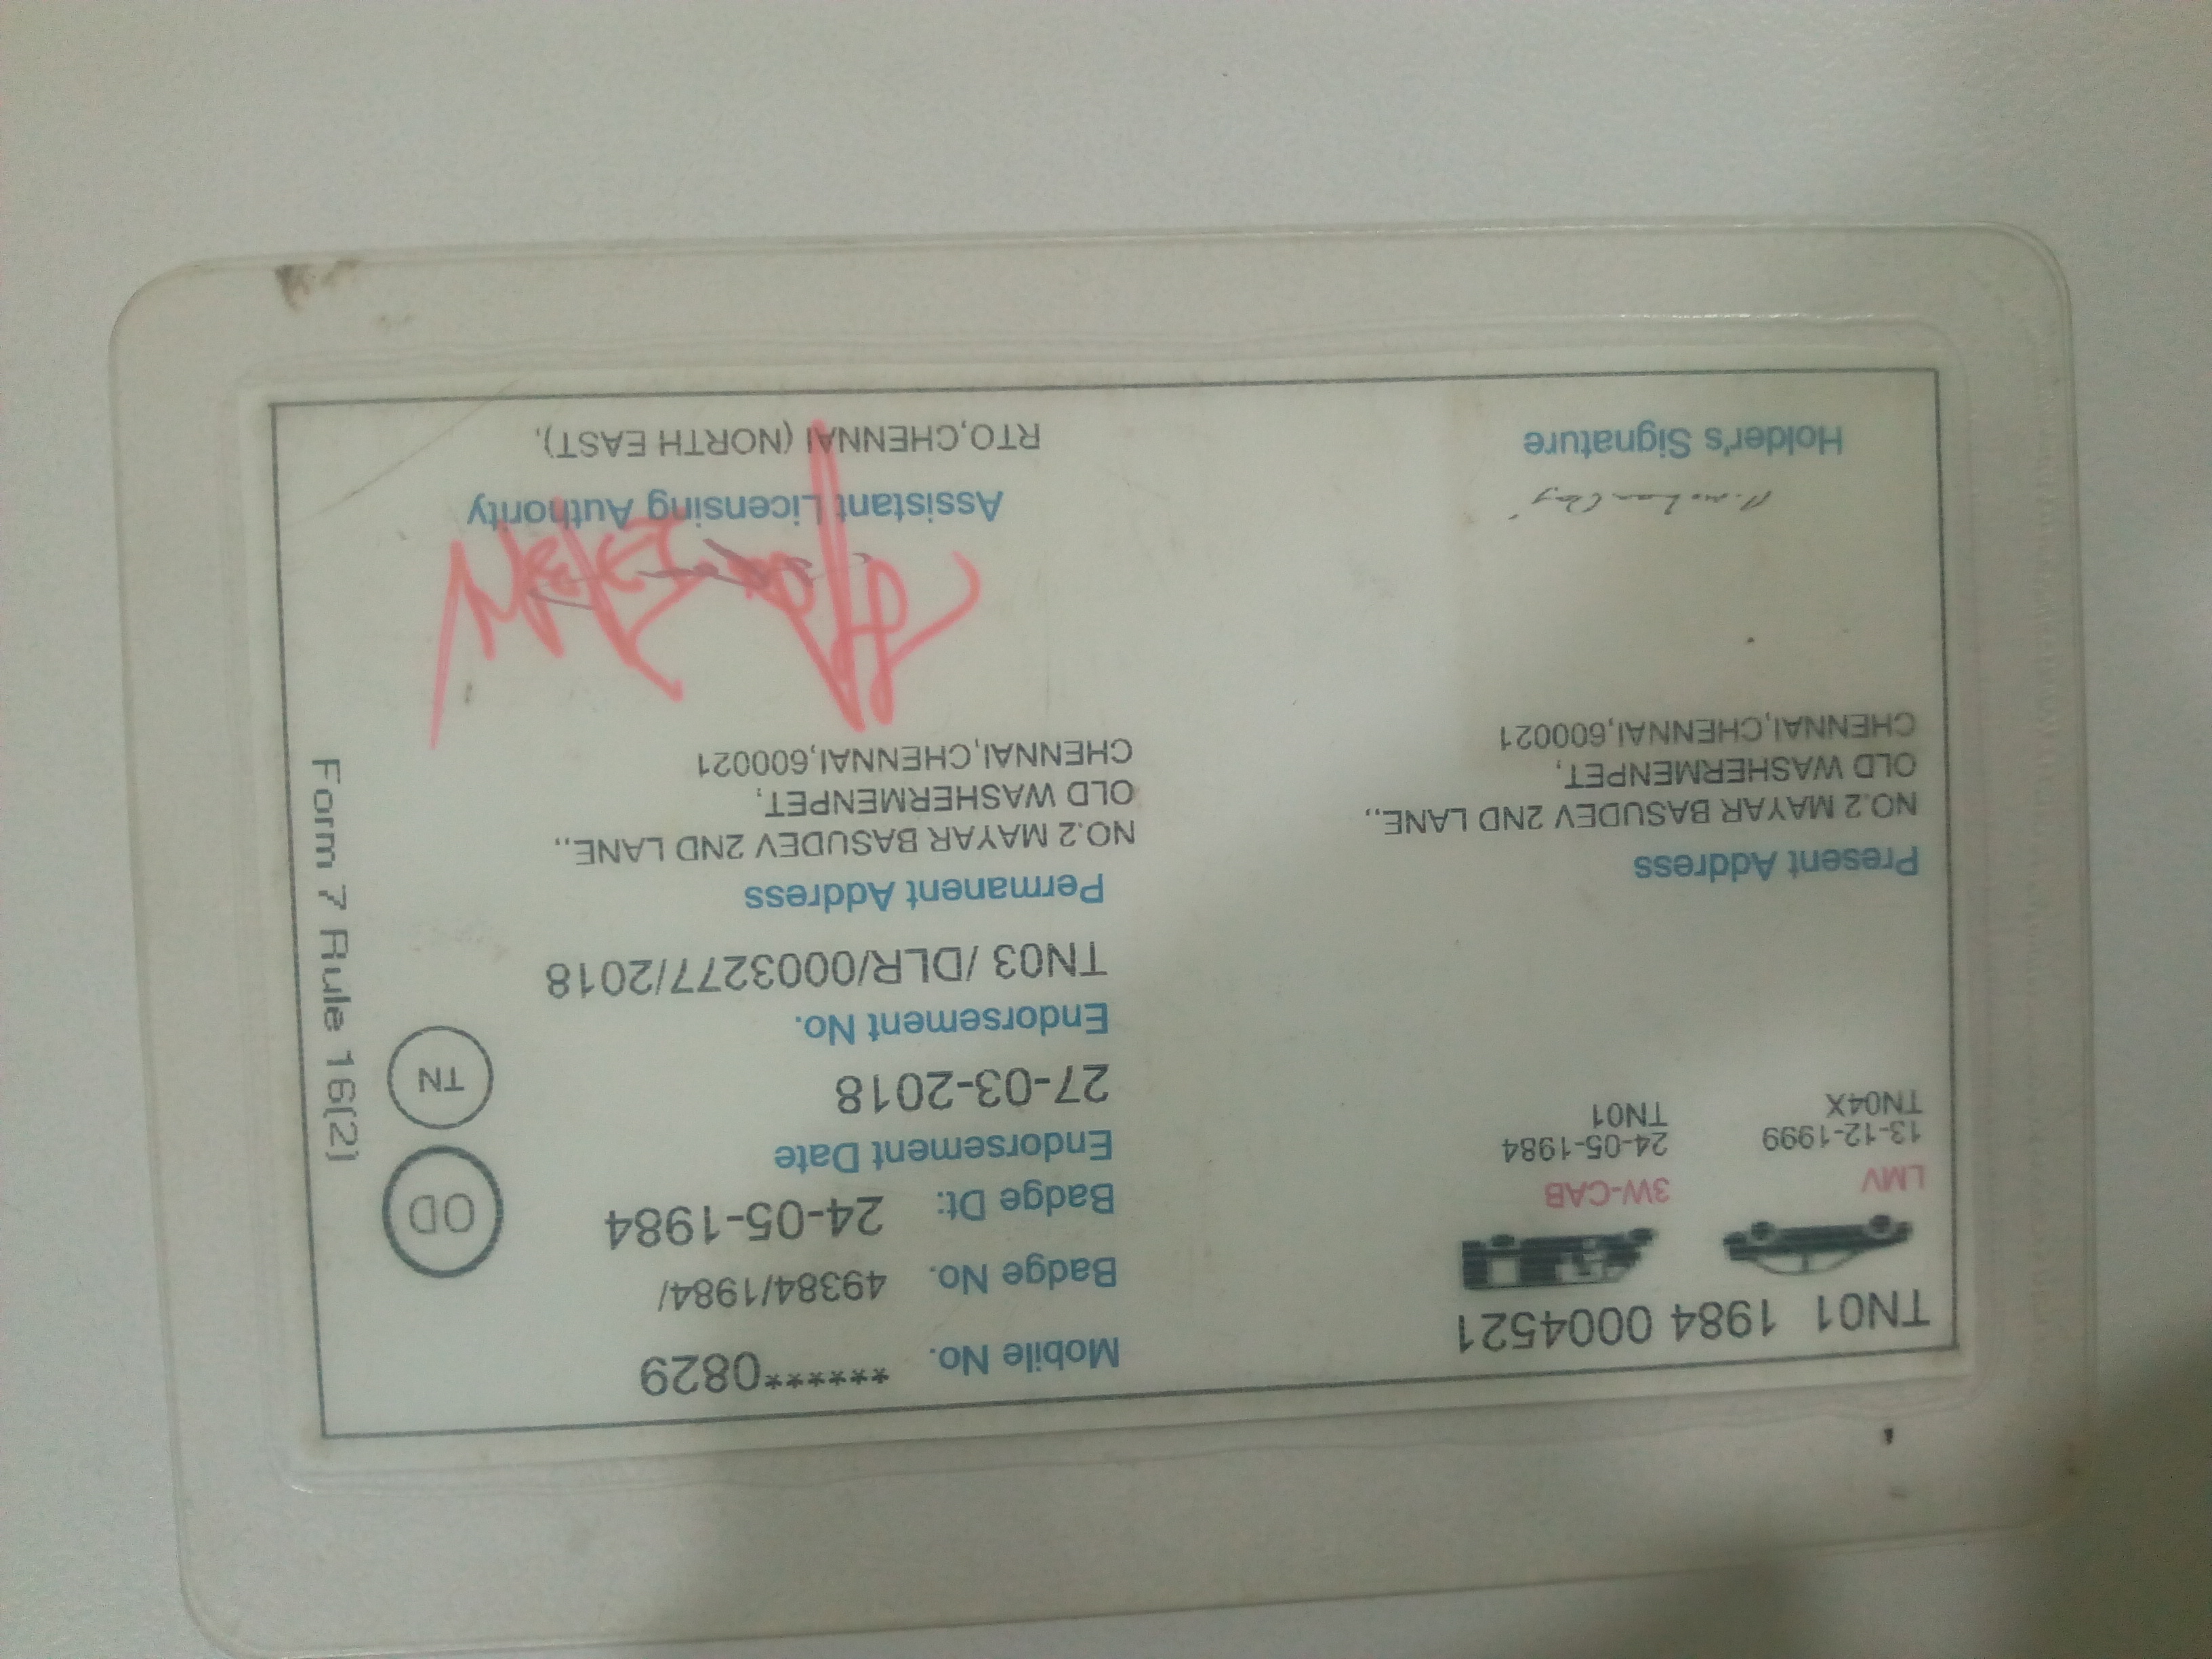 TN01 1984 0004521
LMV
13-12-1999
TN04X
3W-CAB
24-05-1984
TN01
Present Address
NO.2 MAYAR BASUDEV 2ND LANE,,
OLD WASHERMENPET,
CHENNAI,CHENNAI,600021
Holder's Signature
Mobile No. ******0829
Badge No. 49384/1984/
Badge Dt: 24-05-1984
Endorsement Date
27-03-2018
Endorsement No.
TN03 /DLR/0003277/2018
Permanent Address
NO.2 MAYAR BASUDEV 2ND LANE,,
OLD WASHERMENPET,
CHENNAI,CHENNAI,600021
Assistant Licensing Authority
RTO,CHENNAI (NORTH EAST),
OD
TN
Form 7 Rule 16(2)